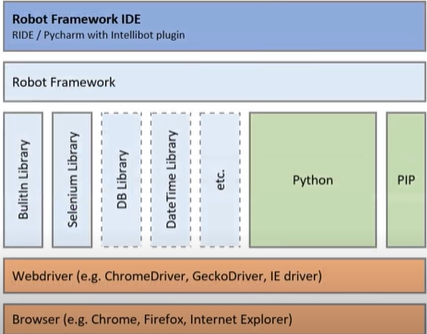 Robot Framework IDE
RIDE / Pycharm with Intellibot plugin
Robot Framework
BulitIn Library
Selenium Library
DB Library
DateTime Library
etc.
Python
PIP
Webdriver (e.g. ChromeDriver, GeckoDriver, IE driver)
Browser (e.g. Chrome, Firefox, Internet Explorer)